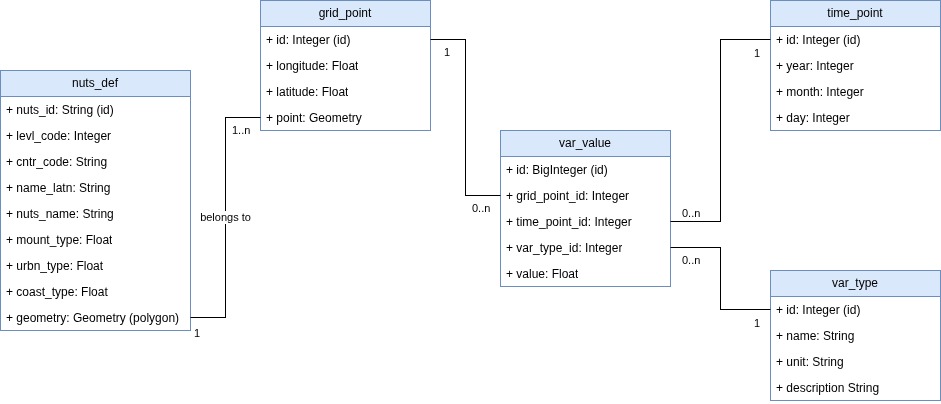 grid_point
+ id: Integer (id)
+ longitude: Float
+ latitude: Float
+ point: Geometry
time_point
+ id: Integer (id)
+ year: Integer
+ month: Integer
+ day: Integer
nuts_def
+ nuts_id: String (id)
+ levl_code: Integer
+ cntr_code: String
+ name_latn: String
+ nuts_name: String
+ mount_type: Float
+ urbn_type: Float
+ coast_type: Float
+ geometry: Geometry (polygon)
1
1..n
belongs to
1
0..n
var_value
+ id: BigInteger (id)
+ grid_point_id: Integer
+ time_point_id: Integer
+ var_type_id: Integer
+ value: Float
1
0..n
0..n
1
var_type
+ id: Integer (id)
+ name: String
+ unit: String
+ description String